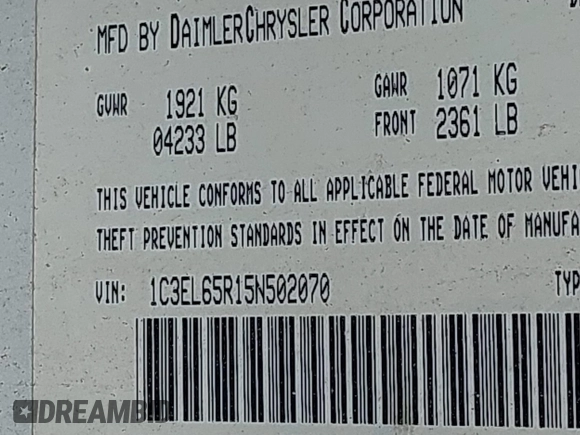 MFD BY DAIMLERCHRYSLER CORPORATION
GVWR 1921 KG GAWR 1071 KG
04233 LB FRONT 2361 LB
THIS VEHICLE CONFORMS TO ALL APPLICABLE FEDERAL MOTOR VEHI
THEFT PREVENTION STANDARDS IN EFFECT ON THE DATE OF MANUFA
VIN: 1C3EL65R15N502070 TYP
DREAMBID